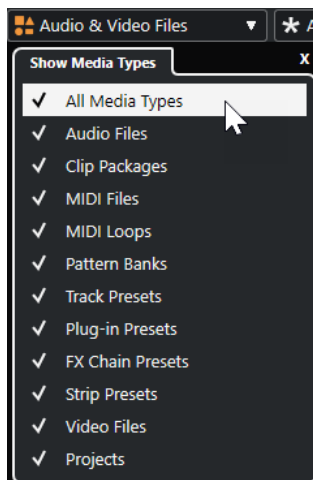 Audio & Video Files
Show Media Types X
All Media Types
Audio Files
Clip Packages
MIDI Files
MIDI Loops
Pattern Banks
Track Presets
Plug-in Presets
FX Chain Presets
Strip Presets
Video Files
Projects